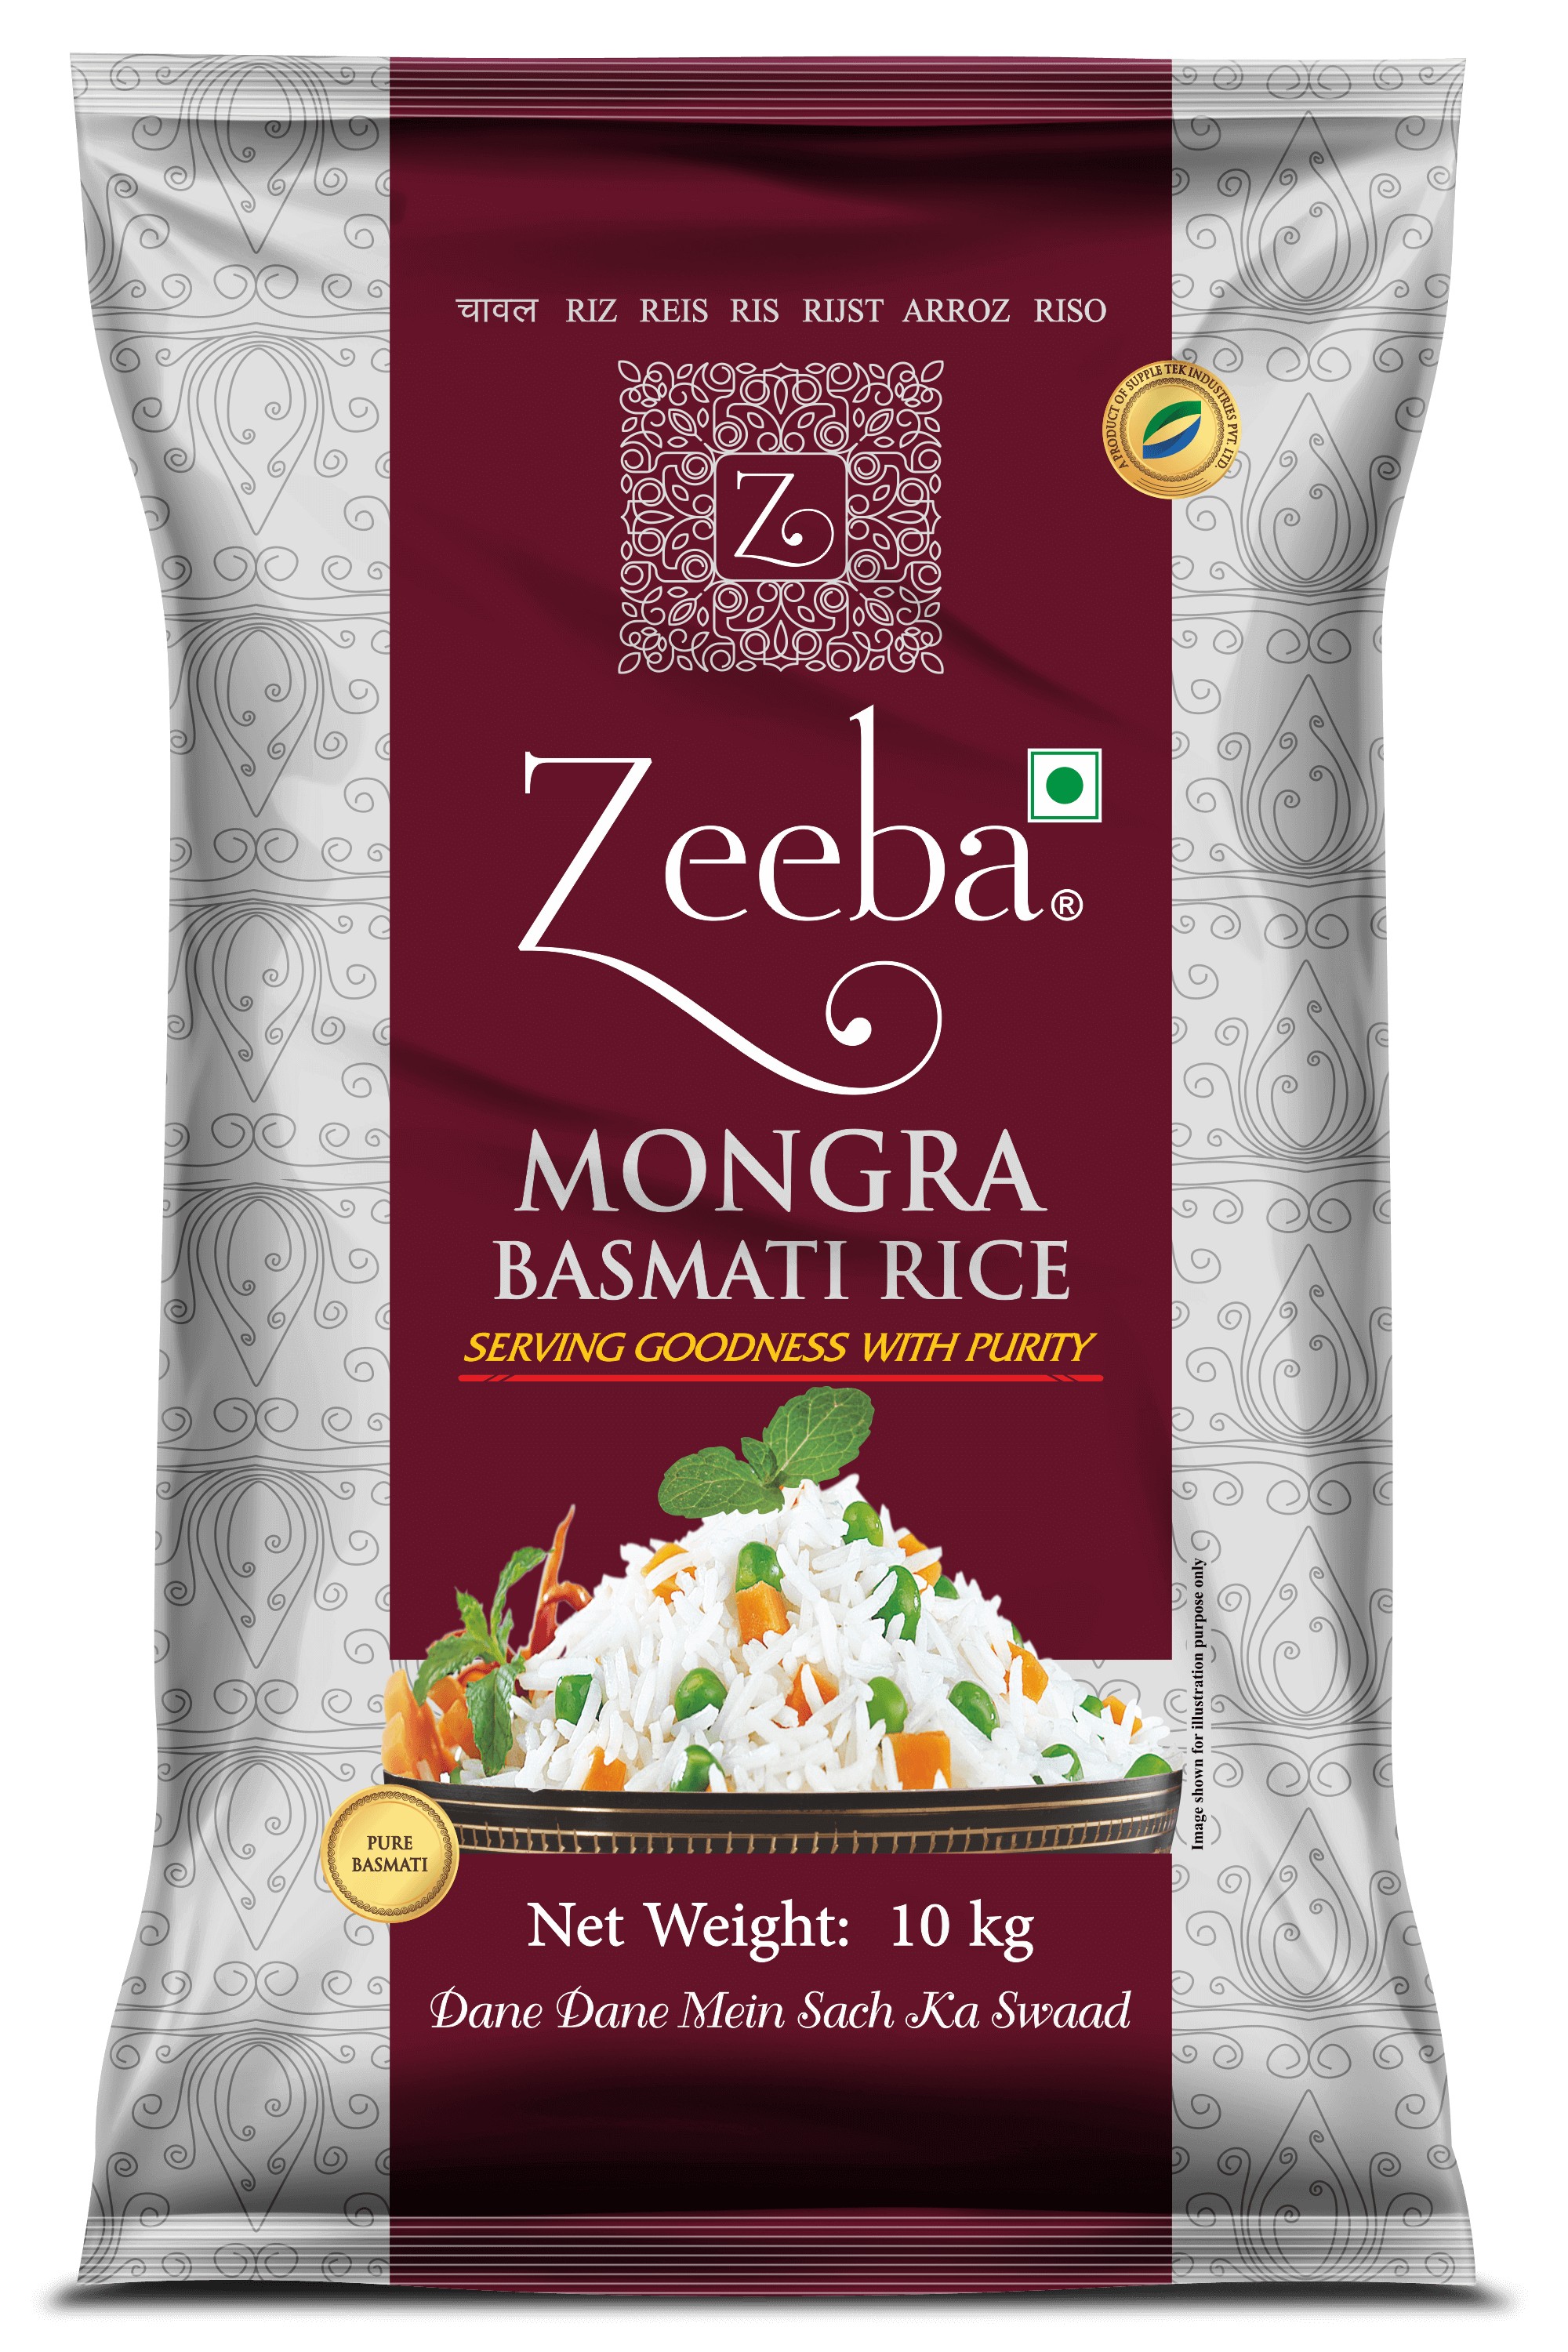 चावल RIZ REIS RIS RIJST ARROZ RISO
A PRODUCT OF SUPPLE TEK INDUSTRIES PVT. LTD.
Z
Zeeba®
MONGRA
BASMATI RICE
SERVING GOODNESS WITH PURITY
Image shown for illustration purpose only
PURE
BASMATI
Net Weight: 10 kg
Dane Dane Mein Sach Ka Swaad